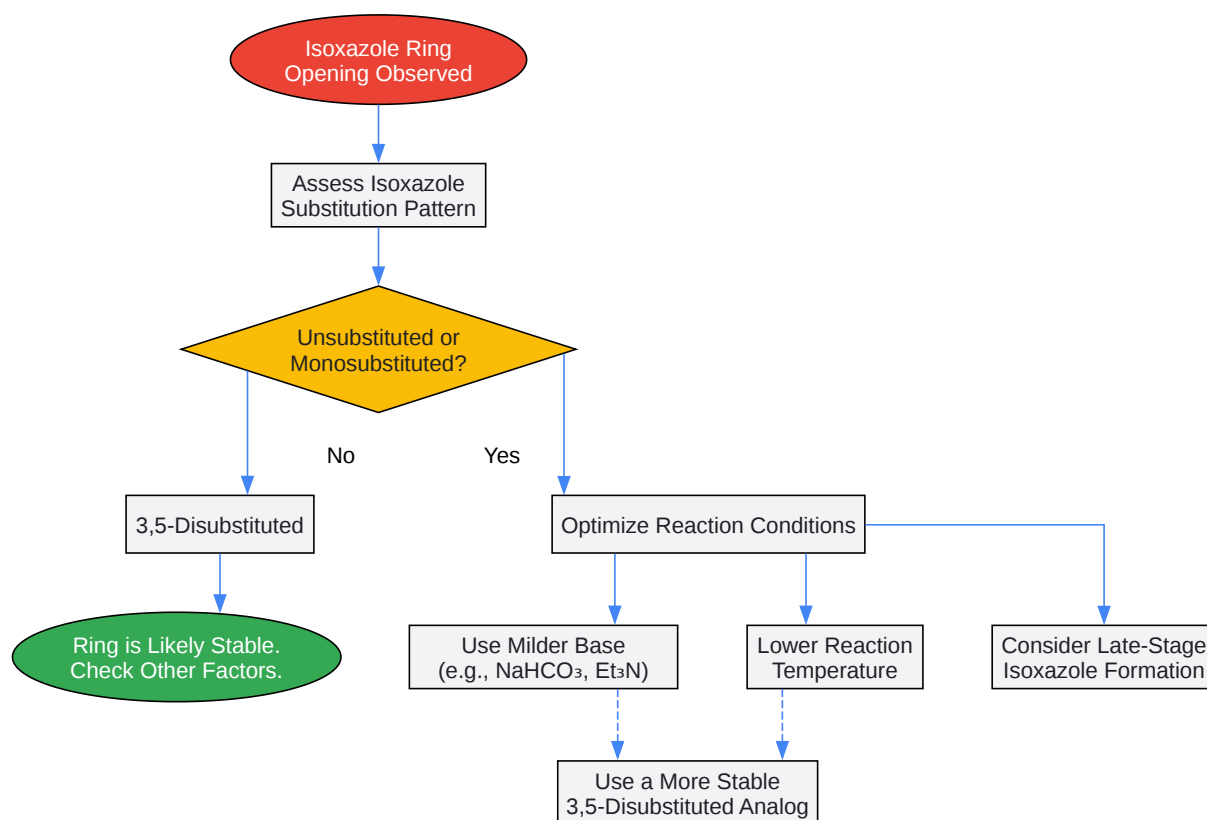 Isoxazole Ring
Opening Observed
Assess Isoxazole
Substitution Pattern
Unsubstituted or
Monosubstituted?
No
Yes
3,5-Disubstituted
Optimize Reaction Conditions
Ring is Likely Stable.
Check Other Factors.
Use Milder Base
(e.g., NaHCO₃, Et₃N)
Lower Reaction
Temperature
Consider Late-Stage
Isoxazole Formation
Use a More Stable
3,5-Disubstituted Analog